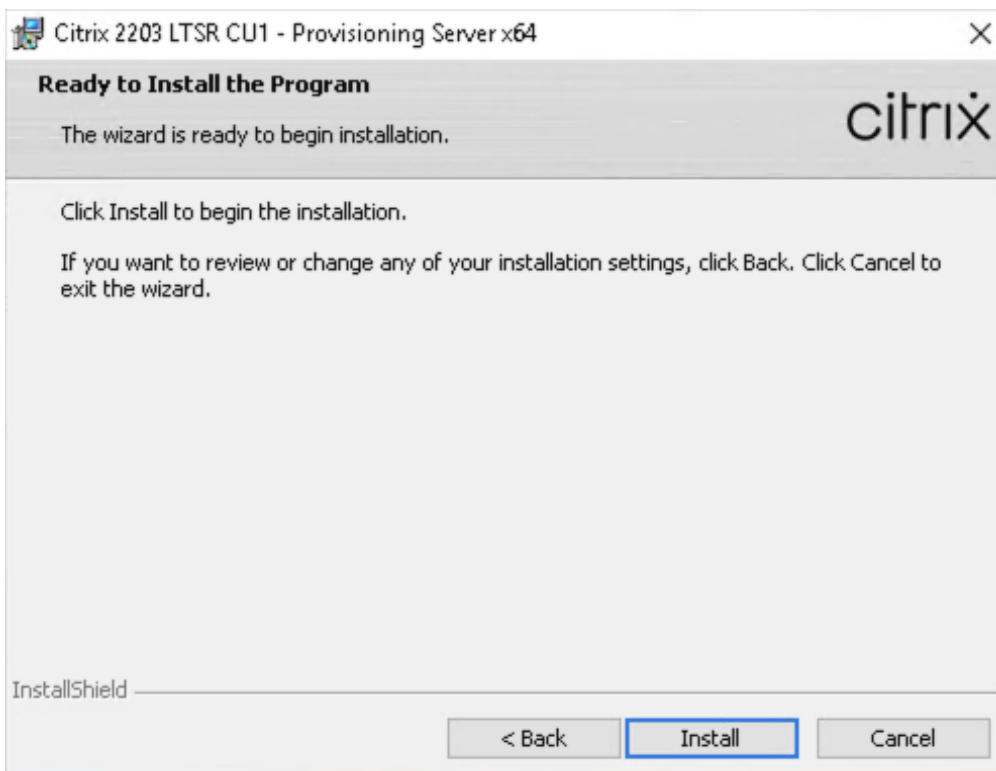 Citrix 2203 LTSR CU1 - Provisioning Server x64
Ready to Install the Program
The wizard is ready to begin installation.
citrix
Click Install to begin the installation.
If you want to review or change any of your installation settings, click Back. Click Cancel to
exit the wizard.
InstallShield
< Back
Install
Cancel